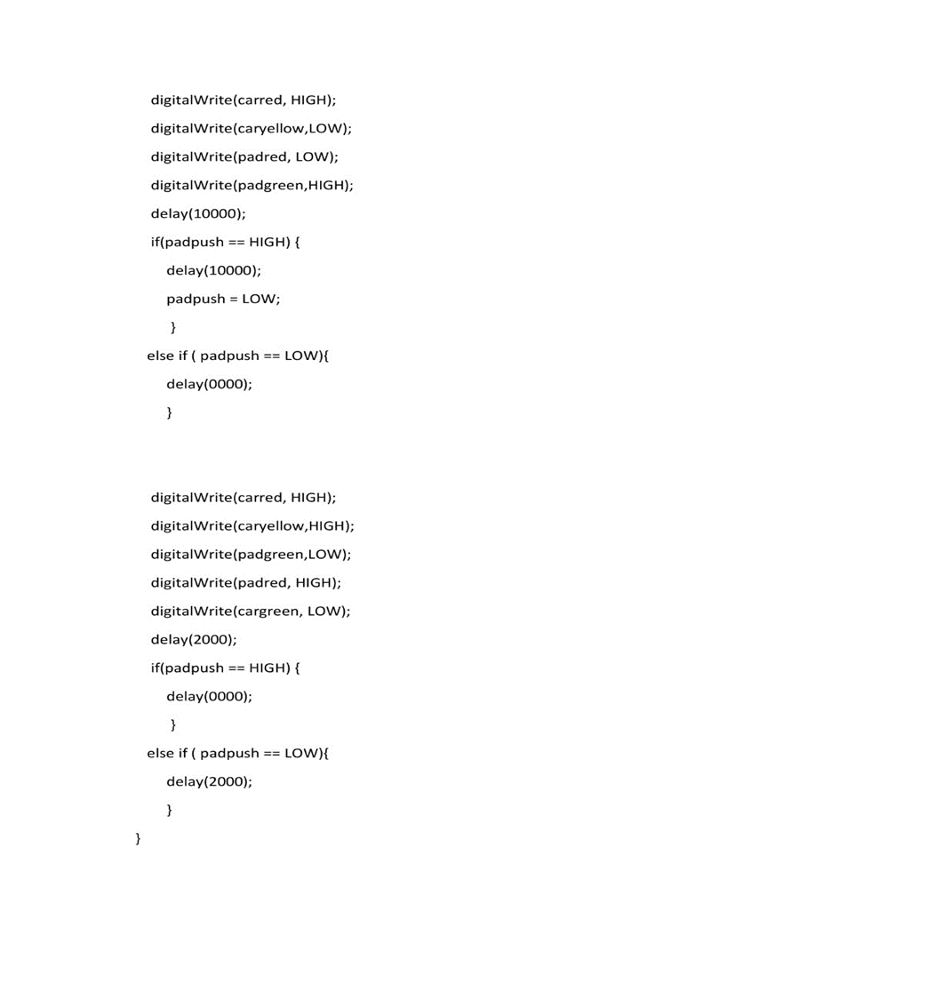 digitalWrite(carred, HIGH);
digitalWrite(caryellow,LOW);
digitalWrite(padred, LOW);
digitalWrite(padgreen,HIGH);
delay(10000);
if(padpush == HIGH) {
delay(10000);
padpush = LOW;
}
else if ( padpush == LOW){
delay(0000);
}
digitalWrite(carred, HIGH);
digitalWrite(caryellow,HIGH);
digitalWrite(padgreen,LOW);
digitalWrite(padred, HIGH);
digitalWrite(cargreen, LOW);
delay(2000);
if(padpush == HIGH) {
delay(0000);
}
else if ( padpush == LOW){
delay(2000);
}
}